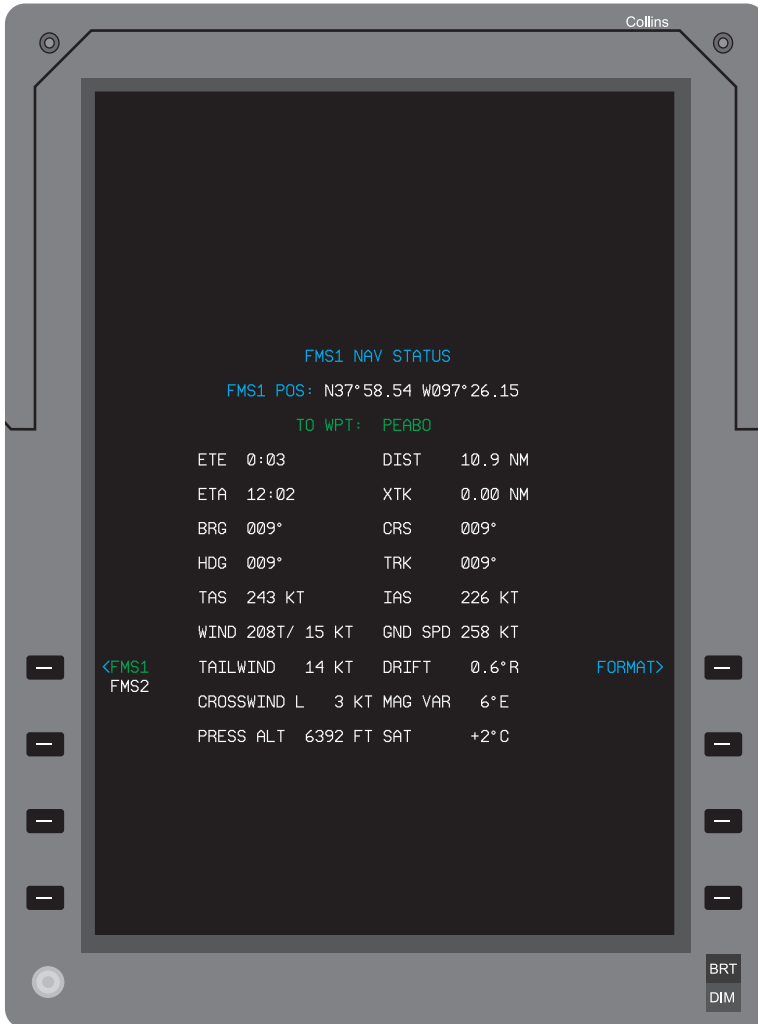 Collins
FMS1 NAV STATUS
FMS1 POS: N37°58.54 W097°26.15
TO WPT: PEABO
ETE 0:03 DIST 10.9 NM
ETA 12:02 XTK 0.00 NM
BRG 009° CRS 009°
HDG 009° TRK 009°
TAS 243 KT IAS 226 KT
WIND 208T/ 15 KT GND SPD 258 KT
<FMS1 TAILWIND 14 KT DRIFT 0.6°R FORMAT>
FMS2
CROSSWIND L 3 KT MAG VAR 6°E
PRESS ALT 6392 FT SAT +2°C
BRT
DIM